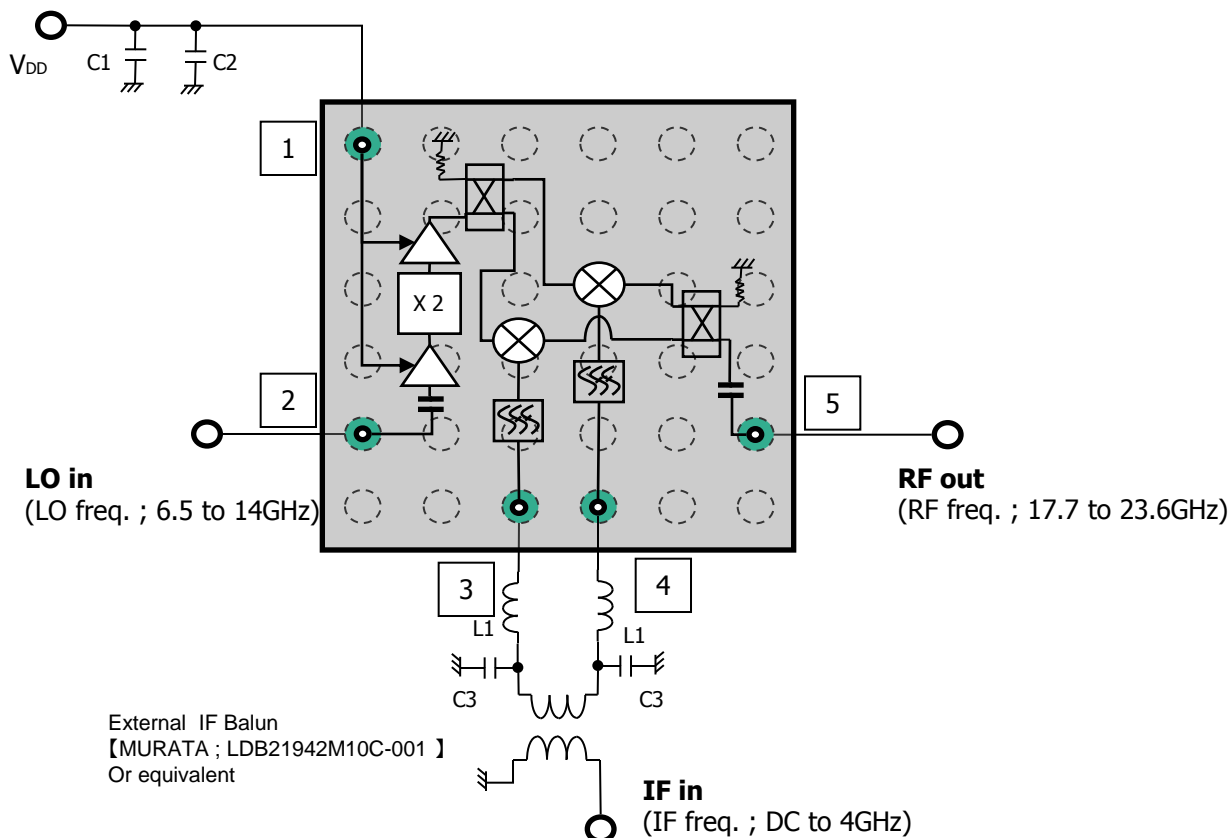 VDD
C1
C2
1
X 2
2
5
LO in
(LO freq. ; 6.5 to 14GHz)
RF out
(RF freq. ; 17.7 to 23.6GHz)
3
4
L1
L1
C3
C3
External IF Balun
【MURATA ; LDB21942M10C-001 】
Or equivalent
IF in
(IF freq. ; DC to 4GHz)